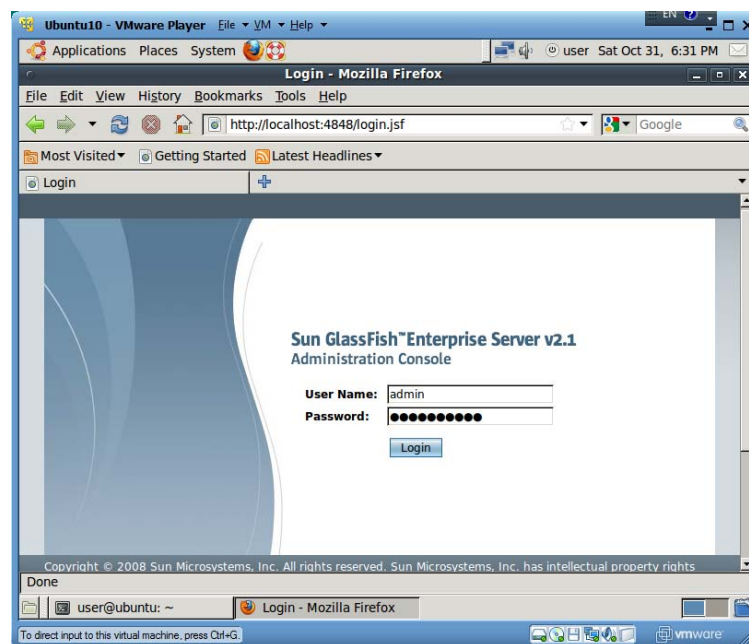 Ubuntu10 - VMware Player File VM Help
EN
Applications Places System user Sat Oct 31, 6:31 PM
Login - Mozilla Firefox
File Edit View History Bookmarks Tools Help
http://localhost:4848/login.jsf Google
Most Visited Getting Started Latest Headlines
Login
Sun GlassFish™ Enterprise Server v2.1
Administration Console
User Name: admin
Password: ●●●●●●●●●●
Login
Copyright © 2008 Sun Microsystems, Inc. All rights reserved. Sun Microsystems, Inc. has intellectual property rights
Done
user@ubuntu: ~ Login - Mozilla Firefox
To direct input to this virtual machine, press Ctrl+G. vmware